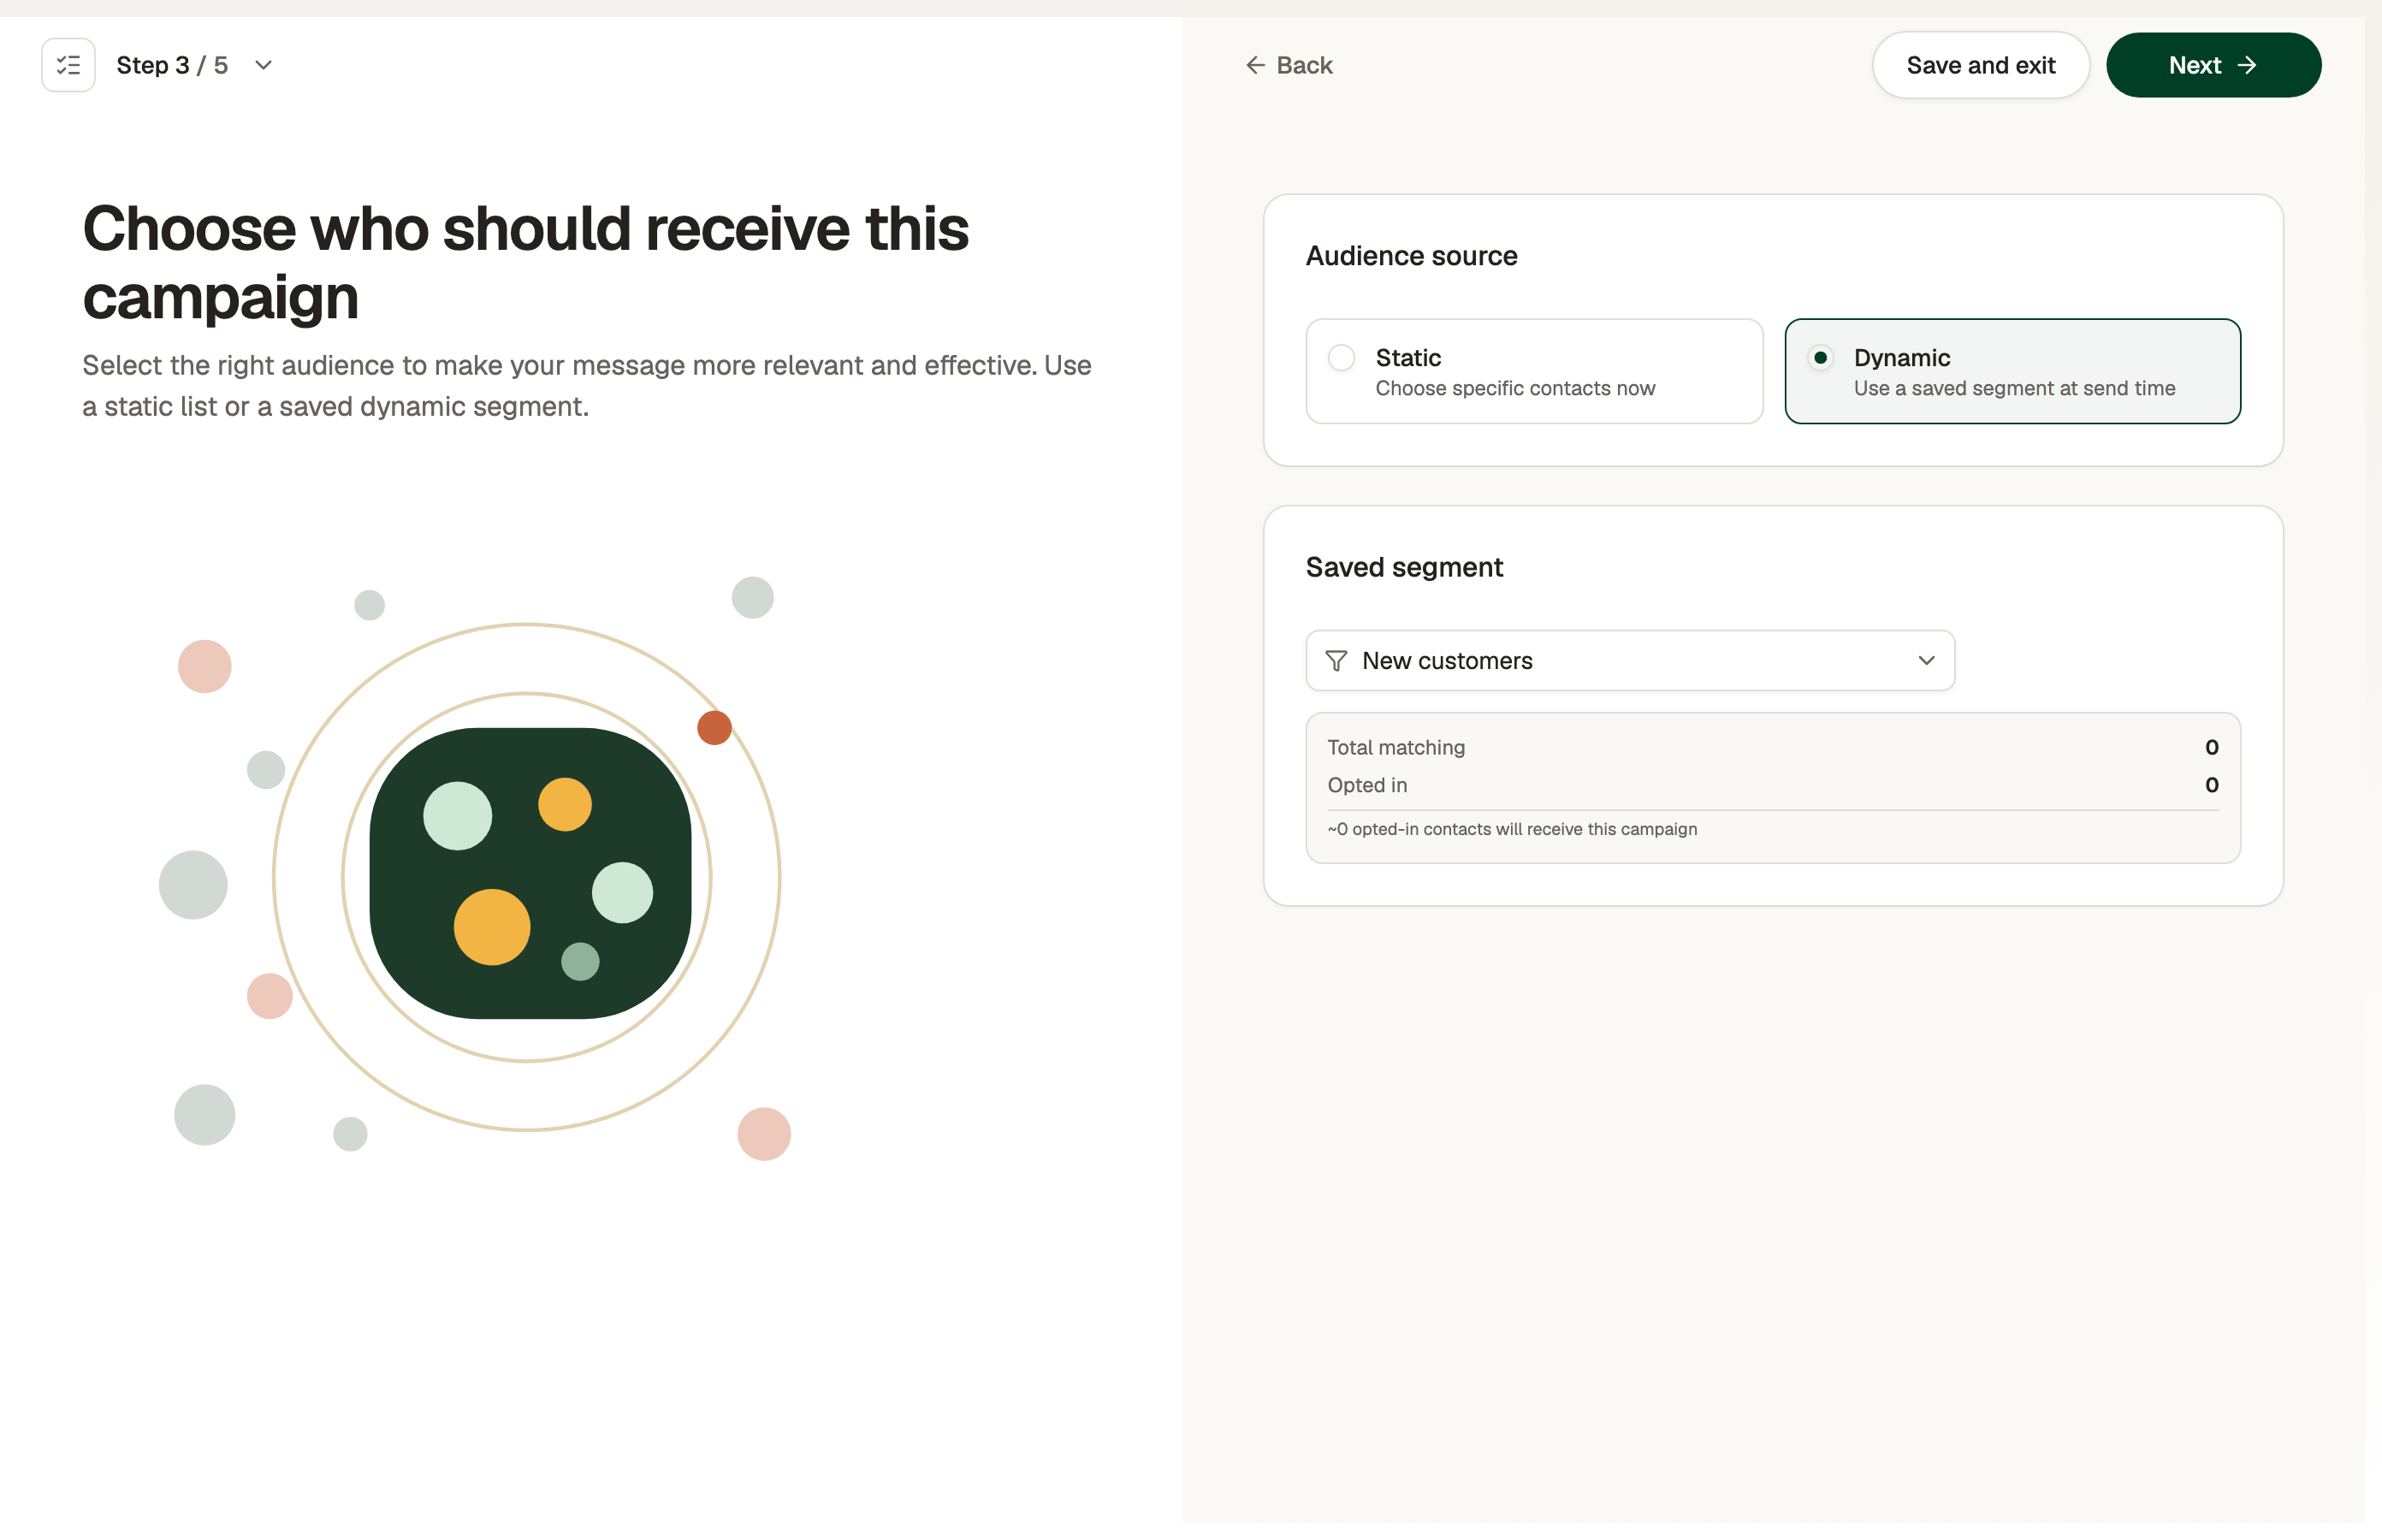 Step 3 / 5
Back
Save and exit
Next
Choose who should receive this
campaign
Select the right audience to make your message more relevant and effective. Use
a static list or a saved dynamic segment.
Audience source
Static
Choose specific contacts now
Dynamic
Use a saved segment at send time
Saved segment
New customers
Total matching 0
Opted in 0
~0 opted-in contacts will receive this campaign